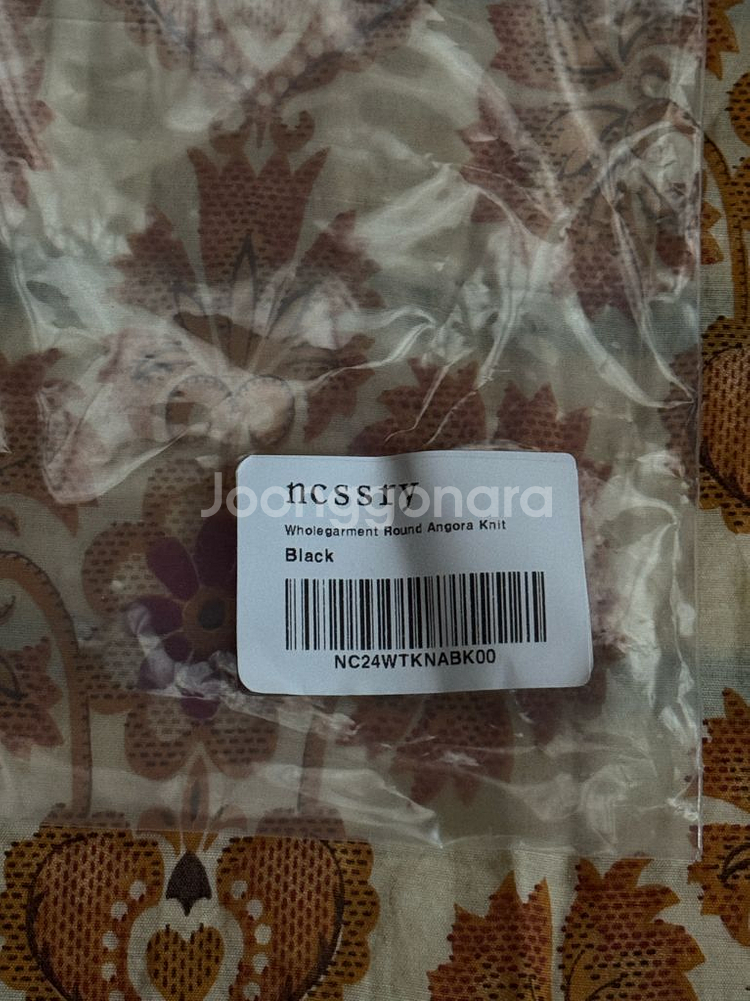 ncssry
Joonggonara
Wholegarment Round Angora Knit
Black
NC24WTKNABK00